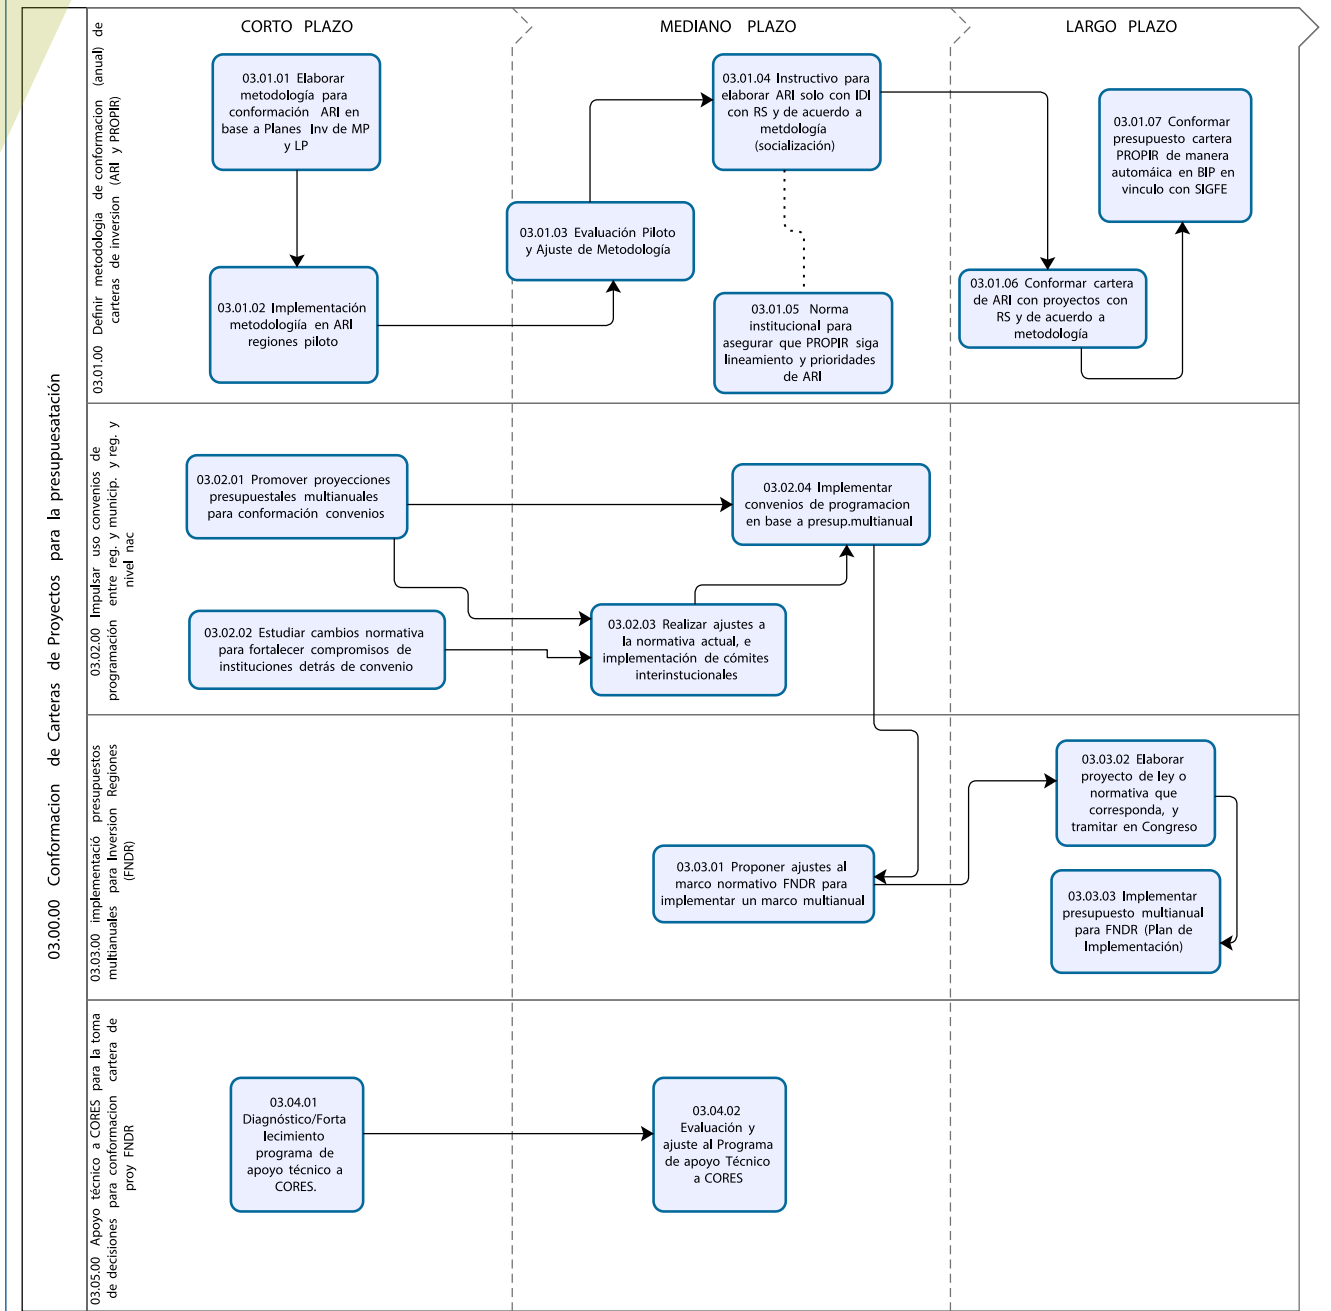 CORTO PLAZO
MEDIANO PLAZO
LARGO PLAZO
03.00.00 Conformacion de Carteras de Proyectos para la presupuesatación
03.01.00 Definir metodologia de conformacion (anual) de
carteras de inversion (ARI y PROPIR)
03.01.01 Elaborar
metodología para
conformación ARI en
base a Planes Inv de MP
y LP
03.01.02 Implementación
metodologíia en ARI
regiones piloto
03.01.03 Evaluación Piloto
y Ajuste de Metodología
03.01.04 Instructivo para
elaborar ARI solo con IDI
con RS y de acuerdo a
metdología
(socialización)
03.01.05 Norma
institucional para
asegurar que PROPIR siga
lineamiento y prioridades
de ARI
03.01.06 Conformar cartera
de ARI con proyectos con
RS y de acuerdo a
metodología
03.01.07 Conformar
presupuesto cartera
PROPIR de manera
automáica en BIP en
vinculo con SIGFE
03.02.00 Impulsar uso convenios de
programación entre reg. y municip. y reg. y
nivel nac
03.02.01 Promover proyecciones
presupuestales multianuales
para conformación convenios
03.02.02 Estudiar cambios normativa
para fortalecer compromisos de
instituciones detrás de convenio
03.02.03 Realizar ajustes a
la normativa actual, e
implementación de cómites
interinstucionales
03.02.04 Implementar
convenios de programacion
en base a presup.multianual
03.03.00 implementació presupuestos
multianuales para Inversion Regiones
(FNDR)
03.03.01 Proponer ajustes al
marco normativo FNDR para
implementar un marco multianual
03.03.02 Elaborar
proyecto de ley o
normativa que
corresponda, y
tramitar en Congreso
03.03.03 Implementar
presupuesto multianual
para FNDR (Plan de
Implementación)
03.05.00 Apoyo técnico a CORES para la toma
de decisiones para conformacion cartera de
proy FNDR
03.04.01
Diagnóstico/Forta
lecimiento
programa de
apoyo técnico a
CORES.
03.04.02
Evaluación y
ajuste al Programa
de apoyo Técnico
a CORES